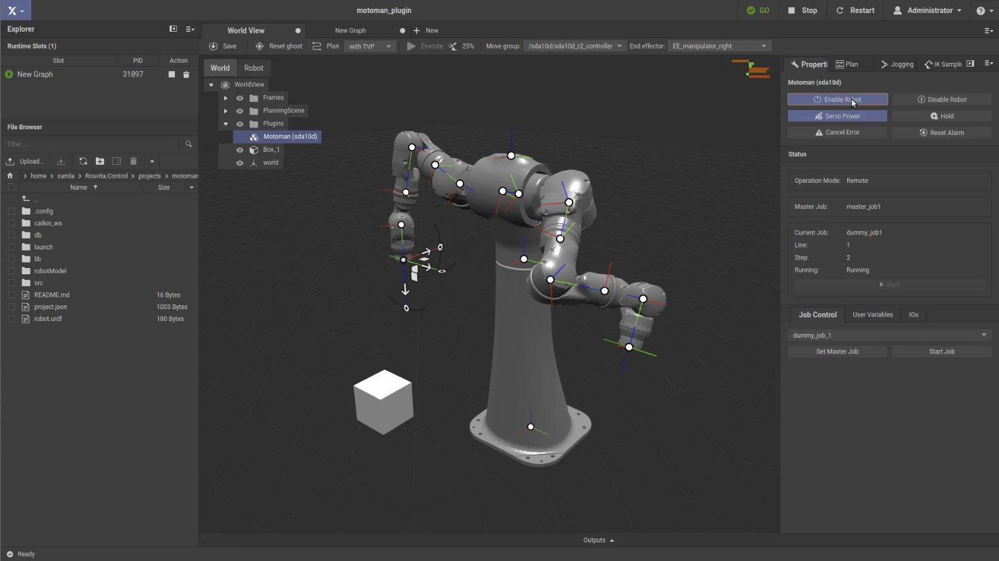 motoman_plugin
GO
Stop
Restart
Administrator
Explorer
World View
New Graph
New
Runtime Slots (1)
Save
Reset ghost
Plan
with TVP
Execute
25%
Move group:
/sda10d/sda10d_r2_controller
End effector:
EE_manipulator_right
Slot
PID
Action
New Graph
31897
World
Robot
WorldView
Frames
PlanningScene
Plugins
Motoman (sda10d)
Box_1
world
File Browser
Filter ...
Upload...
home
xamla
Rosvita.Control
projects
motoman
Name
Size
..
.config
catkin_ws
db
launch
lib
robotModel
src
README.md
16 Bytes
project.json
1003 Bytes
robot.urdf
180 Bytes
Properti
Plan
Jogging
IK Sampli
Motoman (sda10d)
Enable Robot
Disable Robot
Servo Power
Hold
Cancel Error
Reset Alarm
Status
Operation Mode: Remote
Master Job: master_job1
Current Job: dummy_job1
Line: 1
Step: 2
Running: Running
Start
Job Control
User Variables
IOs
dummy_job_1
Set Master Job
Start Job
Outputs
Ready